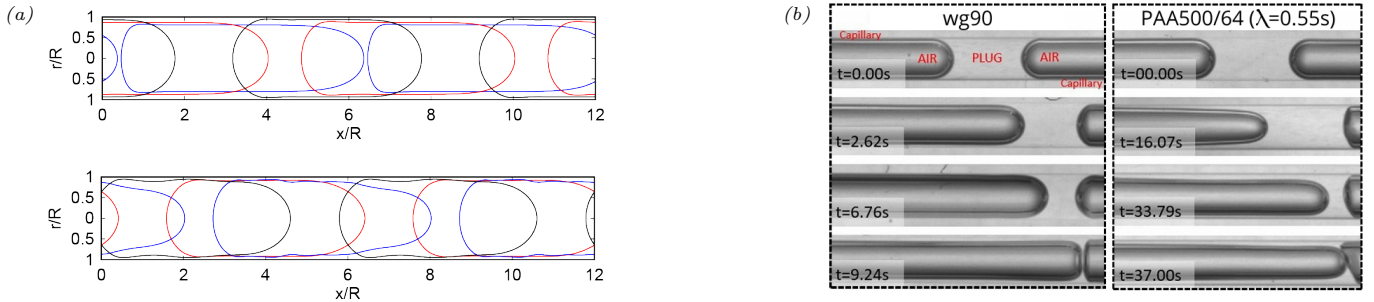 (a)
1
0.5
0
0.5
1
r/R
0 2 4 6 8 10 12
x/R
1
0.5
0
0.5
1
r/R
0 2 4 6 8 10 12
x/R
(b)
wg90
Capillary
AIR PLUG AIR
t=0.00s
Capillary
t=2.62s
t=6.76s
t=9.24s
PAA500/64 (λ=0.55s)
t=00.00s
t=16.07s
t=33.79s
t=37.00s